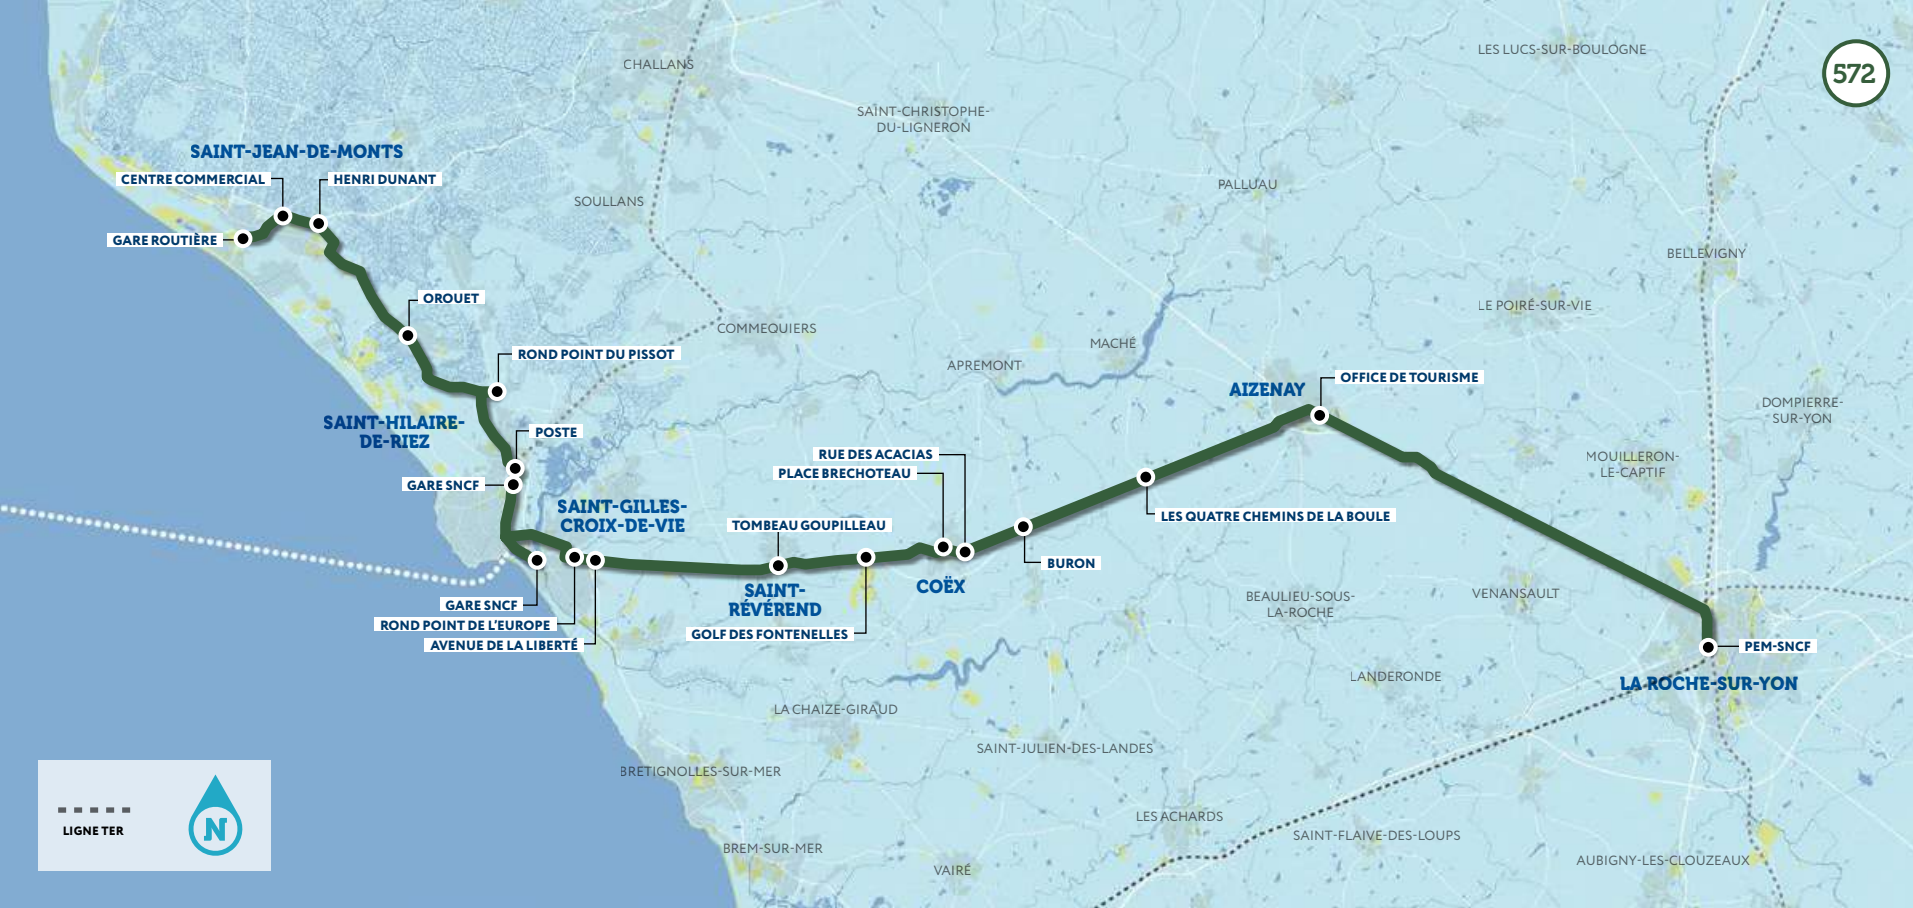 LES LUCS-SUR-BOULOGNE
572
CHALLANS
SAINT-CHRISTOPHE-
DU-LIGNERON
SAINT-JEAN-DE-MONTS
CENTRE COMMERCIAL
HENRI DUNANT
PALLUAU
SOULLANS
GARE ROUTIÈRE
BELLEVIGNY
OROUET
LE POIRÉ-SUR-VIE
COMMEQUIERS
MACHÉ
ROND POINT DU PISSOT
APREMONT
OFFICE DE TOURISME
AIZENAY
DOMPIERRE-
SUR-YON
SAINT-HILAIRE-
DE-RIEZ
POSTE
RUE DES ACACIAS
MOUILLERON-
LE-CAPTIF
PLACE BRECHOTEAU
GARE SNCF
SAINT-GILLES-
CROIX-DE-VIE
LES QUATRE CHEMINS DE LA BOULE
TOMBEAU GOUPILLEAU
BURON
COËX
SAINT-
RÉVÉREND
VENANSAULT
BEAULIEU-SOUS-
LA-ROCHE
GARE SNCF
ROND POINT DE L'EUROPE
GOLF DES FONTENELLES
AVENUE DE LA LIBERTÉ
PEM-SNCF
LANDERONDE
LA ROCHE-SUR-YON
LA CHAIZE-GIRAUD
SAINT-JULIEN-DES-LANDES
BRETIGNOLLES-SUR-MER
LES ACHARDS
N
LIGNE TER
SAINT-FLAIVE-DES-LOUPS
BREM-SUR-MER
AUBIGNY-LES-CLOUZEAUX
VAIRÉ